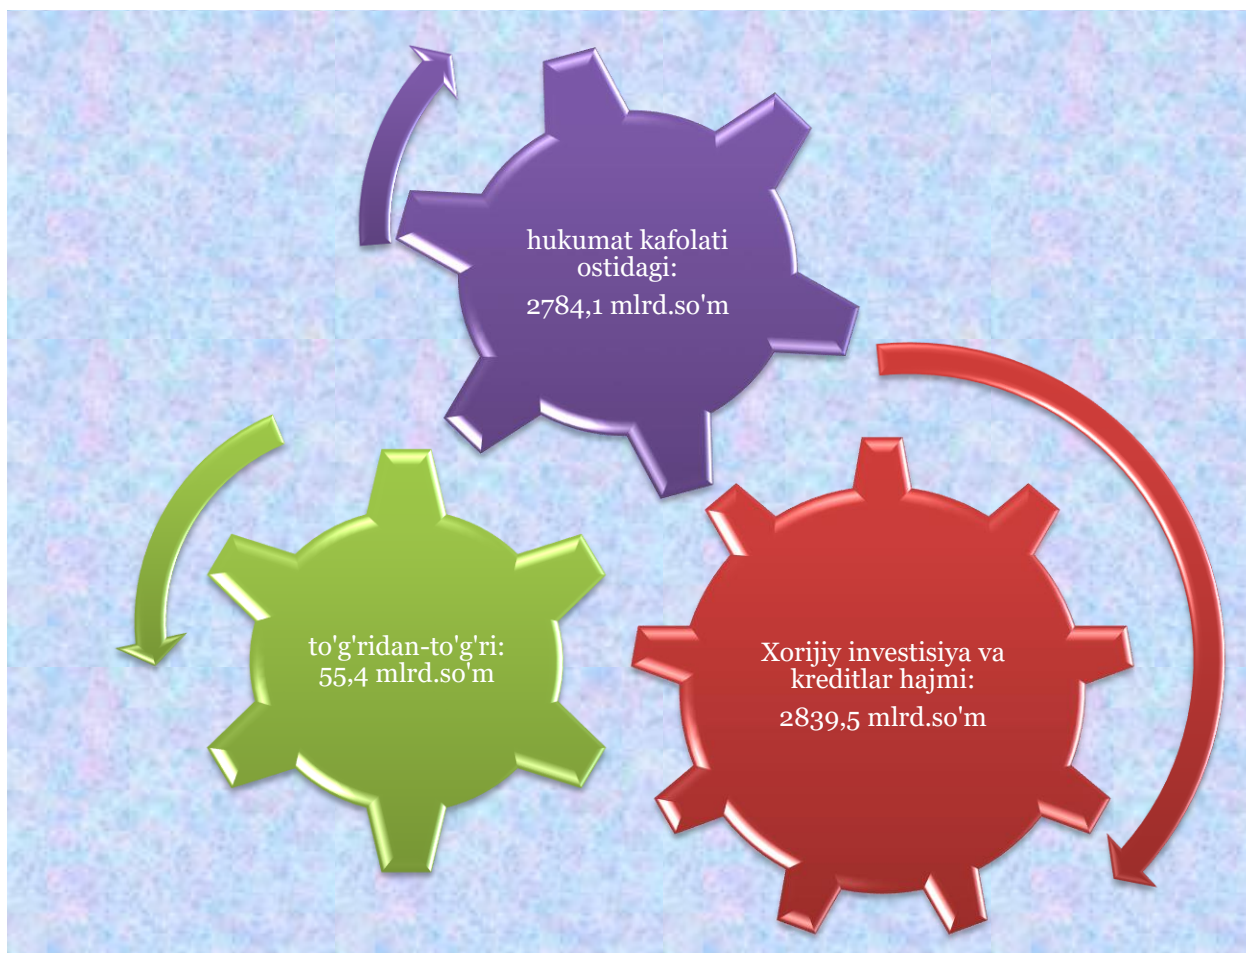 hukumat kafolati
ostidagi:
2784,1 mlrd.so'm
to'g'ridan-to'g'ri:
55,4 mlrd.so'm
Xorijiy investisiya va
kreditlar hajmi:
2839,5 mlrd.so'm